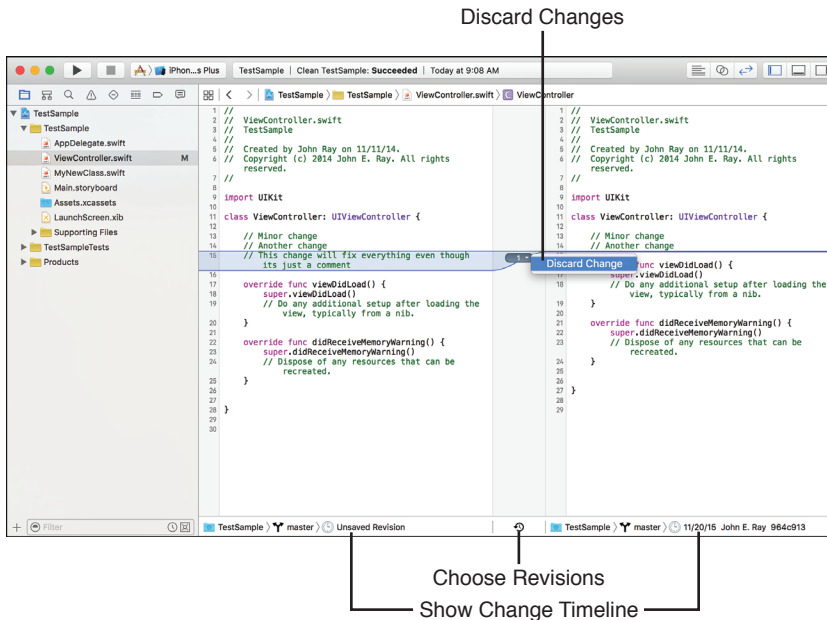 Discard Changes
iPhon...s Plus
TestSample | Clean TestSample: Succeeded | Today at 9:08 AM
TestSample
TestSample
AppDelegate.swift
ViewController.swift M
MyNewClass.swift
Main.storyboard
Assets.xcassets
LaunchScreen.xib
Supporting Files
TestSampleTests
Products
Filter
TestSample TestSample ViewController.swift C ViewController
1 //
2 // ViewController.swift
3 // TestSample
4 //
5 // Created by John Ray on 11/11/14.
6 // Copyright (c) 2014 John E. Ray. All rights
reserved.
7 //
8
9 import UIKit
10
11 class ViewController: UIViewController {
12
13 // Minor change
14 // Another change
15 // This change will fix everything even though
its just a comment
16
17 override func viewDidLoad() {
18 super.viewDidLoad()
19 // Do any additional setup after loading the
view, typically from a nib.
20 }
21
22 override func didReceiveMemoryWarning() {
23 super.didReceiveMemoryWarning()
24 // Dispose of any resources that can be
recreated.
25 }
26
27
28 }
29
30
1
Discard Change
1 //
2 // ViewController.swift
3 // TestSample
4 //
5 // Created by John Ray on 11/11/14.
6 // Copyright (c) 2014 John E. Ray. All rights
reserved.
7 //
8
9 import UIKit
10
11 class ViewController: UIViewController {
12
13 // Minor change
14 // Another change
func viewDidLoad() {
17 super.viewDidLoad()
18 // Do any additional setup after loading the
view, typically from a nib.
19 }
20
21 override func didReceiveMemoryWarning() {
22 super.didReceiveMemoryWarning()
23 // Dispose of any resources that can be
recreated.
24 }
25
26
27 }
28
29
TestSample master Unsaved Revision
TestSample master 11/20/15 John E. Ray 964c913
Choose Revisions
Show Change Timeline